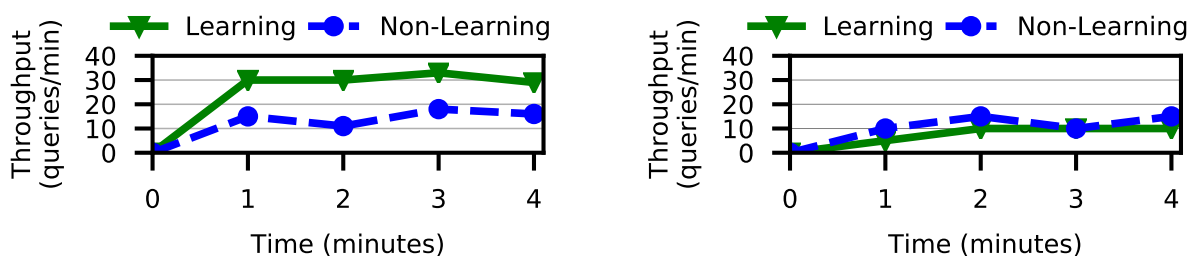 Learning Non-Learning
Throughput
(queries/min)
40
30
20
10
0
0 1 2 3 4
Time (minutes)
Learning Non-Learning
Throughput
(queries/min)
40
30
20
10
0
0 1 2 3 4
Time (minutes)